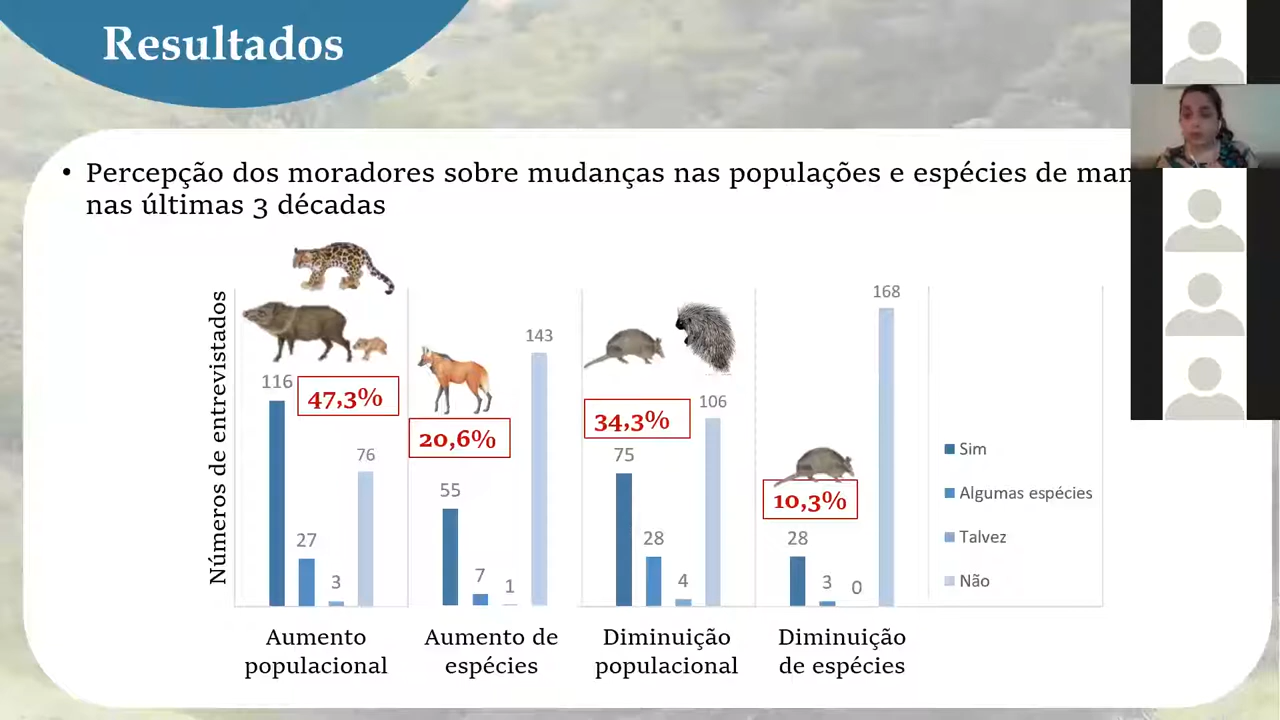 Resultados
• Percepção dos moradores sobre mudanças nas populações e espécies de
nas últimas 3 décadas
Números de entrevistados
116
27
3
76
47,3%
55
7
1
143
20,6%
75
28
4
106
34,3%
28
3
0
168
10,3%
Sim
Algumas espécies
Talvez
Não
Aumento
populacional
Aumento de
espécies
Diminuição
populacional
Diminuição
de espécies